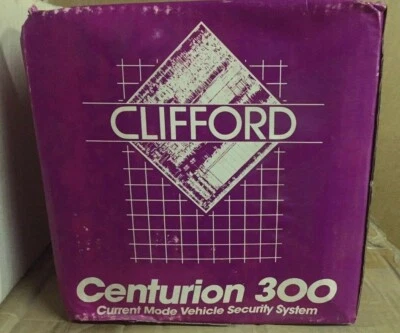 CLIFFORD
Centurion 300
Current Mode Vehicle Security System